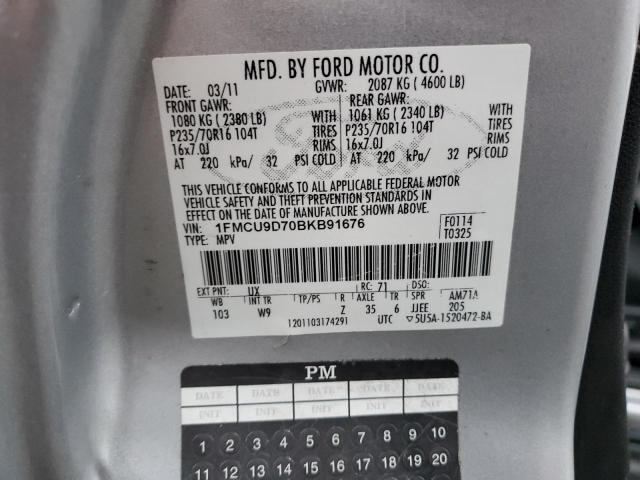 MFD. BY FORD MOTOR CO.
DATE: 03/11 GVWR: 2087 KG ( 4600 LB)
FRONT GAWR: REAR GAWR:
1080 KG ( 2380 LB) WITH 1061 KG ( 2340 LB) WITH
P235/70R16 104T TIRES P235/70R16 104T TIRES
16x7.0J RIMS 16x7.0J RIMS
AT 220 kPa/ 32 PSI COLD AT 220 kPa/ 32 PSI COLD
THIS VEHICLE CONFORMS TO ALL APPLICABLE FEDERAL MOTOR
VEHICLE SAFETY AND THEFT PREVENTION STANDARDS IN
EFFECT ON THE DATE OF MANUFACTURE SHOWN ABOVE.
VIN: 1FMCU9D70BKB91676 F0114
TYPE: MPV T0325
EXT PNT: UX RC: 71 DSO:
WB INT TR TP/PS R AXLE TR SPR AM71A
103 W9 Z 35 6 JJEE 205
1201103174291 UTC ▽5U5A-1520472-BA
Ford
PM
DATE DATE DATE DATE DATE
INIT INIT INIT INIT INIT
1 2 3 4 5 6 7 8 9 10
11 12 13 14 15 16 17 18 19 20